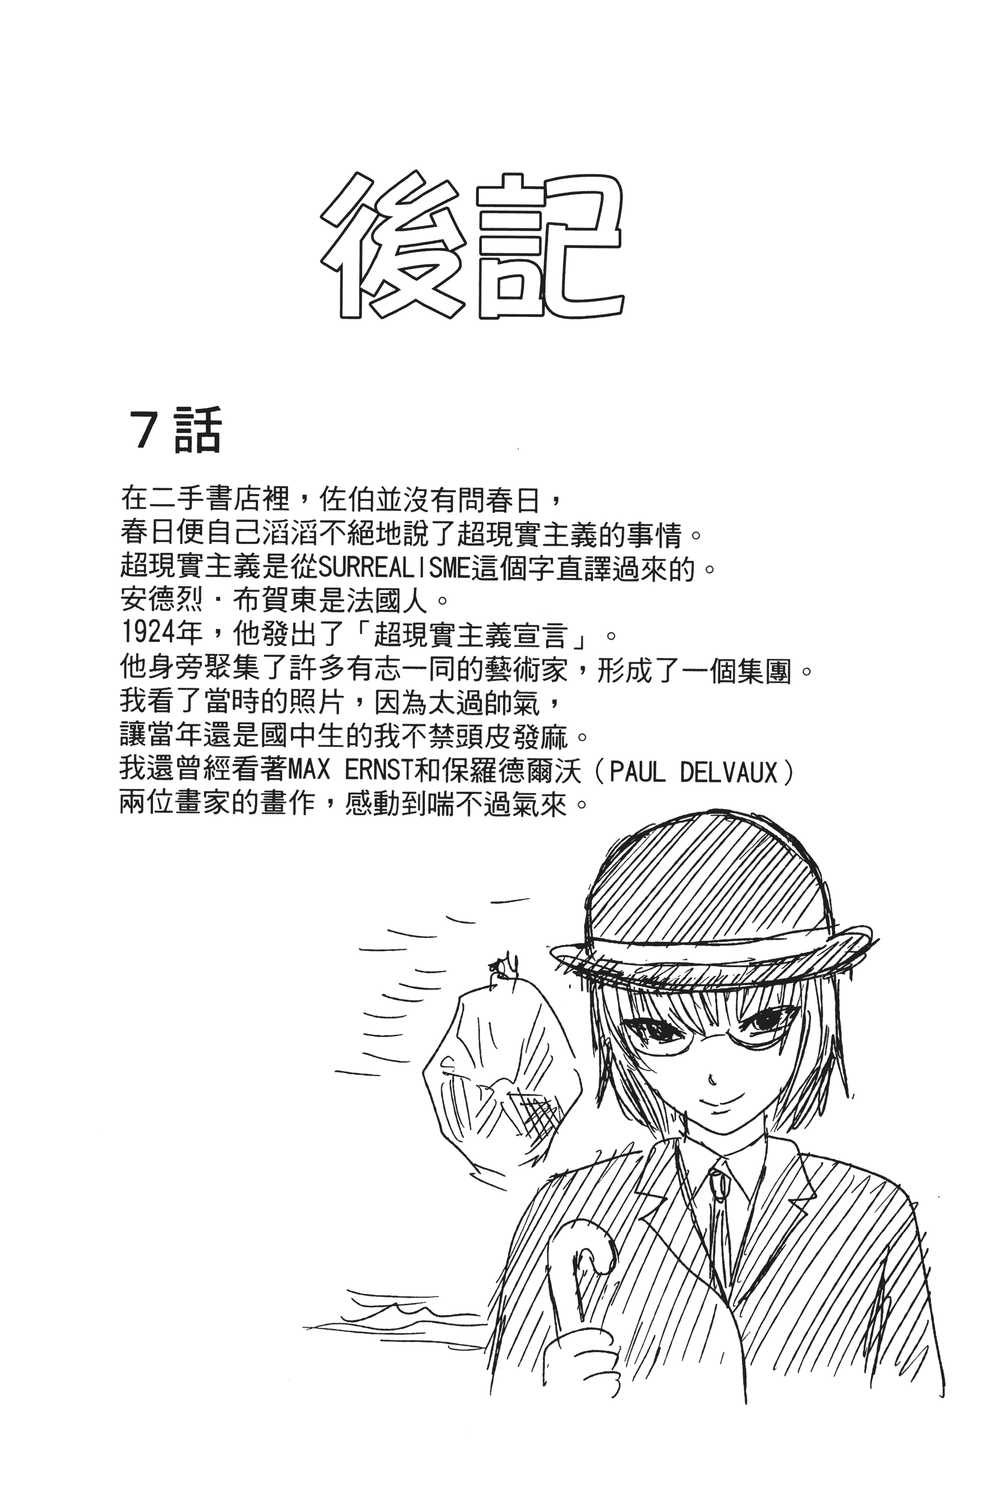 後記
7話
在二手書店裡，佐伯並沒有問春日，
春日便自己滔滔不絕地說了超現實主義的事情。
超現實主義是從SURREALISME這個字直譯過來的。
安德烈．布賀東是法國人。
1924年，他發出了「超現實主義宣言」。
他身旁聚集了許多有志一同的藝術家，形成了一個集團。
我看了當時的照片，因為太過帥氣，
讓當年還是國中生的我不禁頭皮發麻。
我還曾經看著MAX ERNST和保羅德爾沃（PAUL DELVAUX）
兩位畫家的畫作，感動到喘不過氣來。